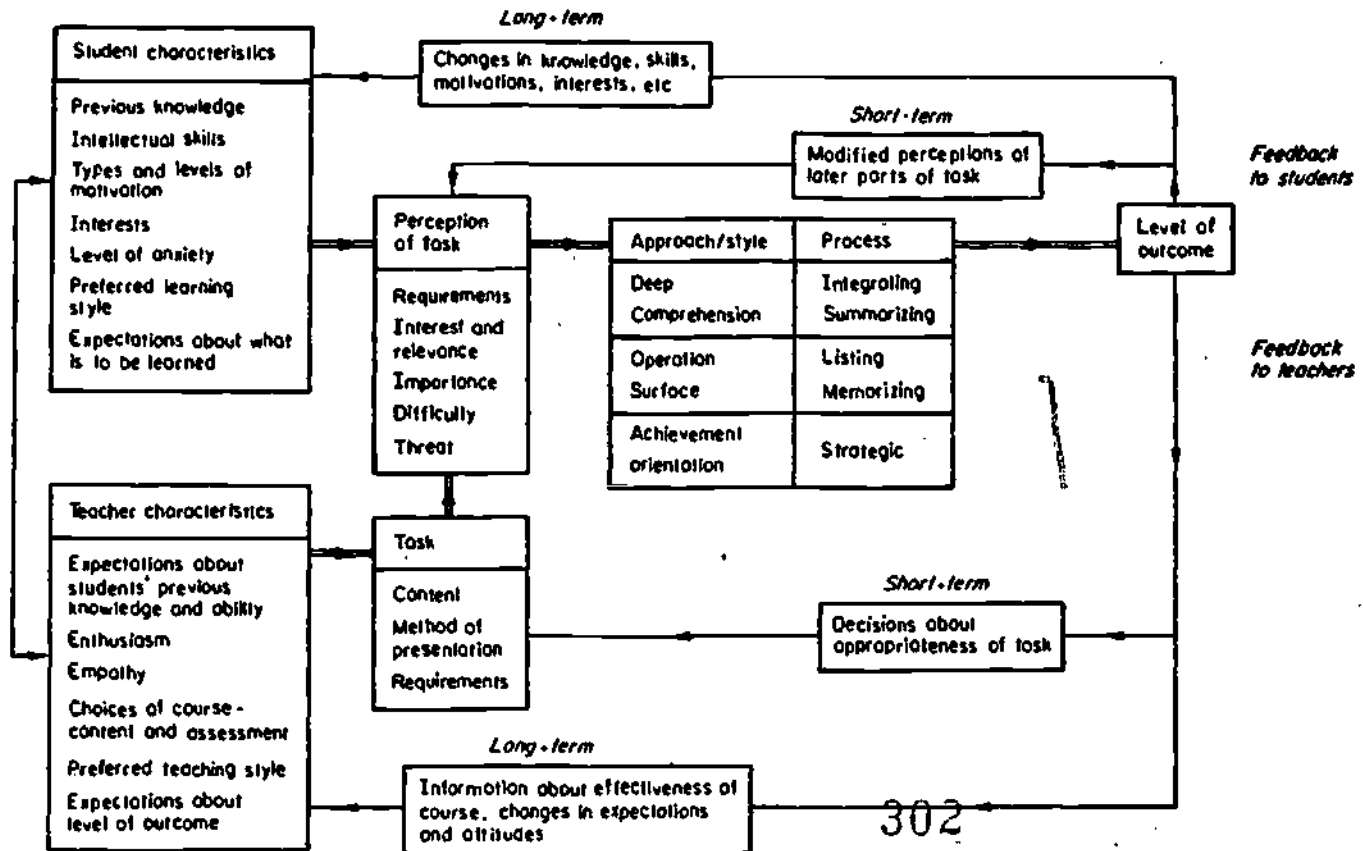 Long-term
Student characteristics
Previous knowledge
Intellectual skills
Types and levels of
motivation
Interests
Level of anxiety
Preferred learning
style
Expectations about what
is to be learned
Changes in knowledge, skills,
motivations, interests, etc
Short-term
Modified perceptions of
later parts of task
Feedback
to students
Perception
of task
Requirements
Interest and
relevance
Importance
Difficulty
Threat
Approach/style
Process
Deep
Integrating
Comprehension
Summarizing
Operation
Listing
Surface
Memorizing
Achievement
orientation
Strategic
Level of
outcome
Feedback
to teachers
Teacher characteristics
Expectations about
students' previous
knowledge and ability
Enthusiasm
Empathy
Choices of course-
content and assessment
Preferred teaching style
Expectations about
level of outcome
Task
Content
Method of
presentation
Requirements
Short-term
Decisions about
appropriateness of task
Long-term
Information about effectiveness of
course, changes in expectations
and attitudes
302